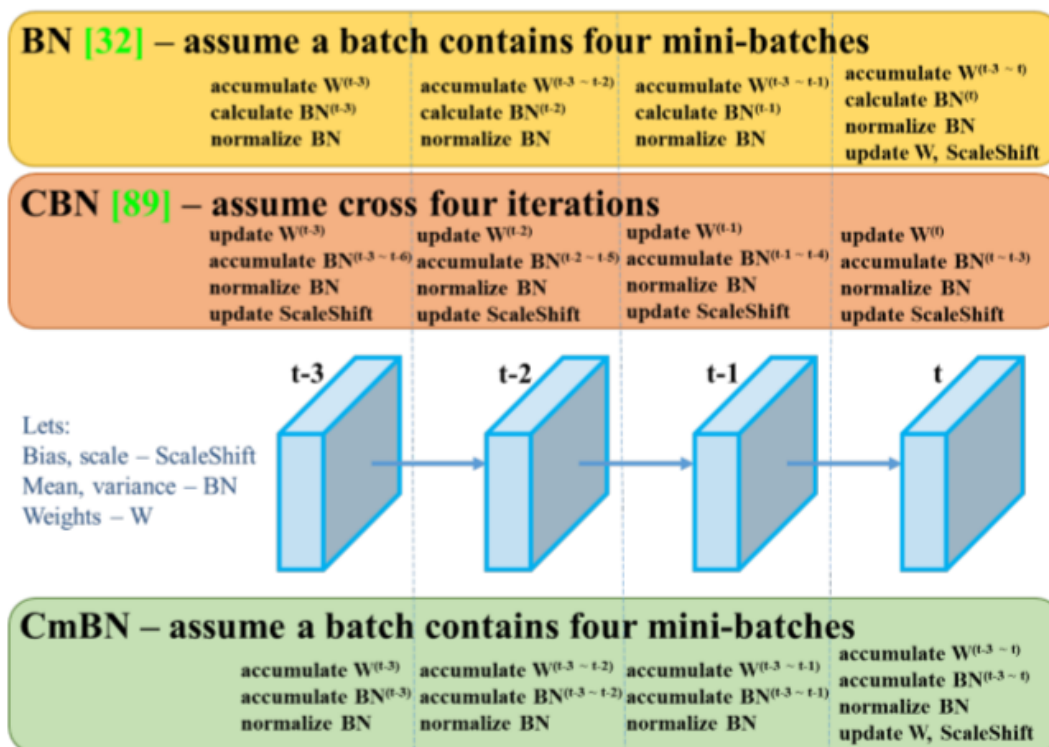 BN [32] – assume a batch contains four mini-batches
accumulate W(t-3)
calculate BN(t-3)
normalize BN
accumulate W(t-3 ~ t-2)
calculate BN(t-2)
normalize BN
accumulate W(t-3 ~ t-1)
calculate BN(t-1)
normalize BN
accumulate W(t-3 ~ t)
calculate BN(t)
normalize BN
update W, ScaleShift
CBN [89] – assume cross four iterations
update W(t-3)
accumulate BN(t-3 ~ t-6)
normalize BN
update ScaleShift
update W(t-2)
accumulate BN(t-2 ~ t-5)
normalize BN
update ScaleShift
update W(t-1)
accumulate BN(t-1 ~ t-4)
normalize BN
update ScaleShift
update W(t)
accumulate BN(t ~ t-3)
normalize BN
update ScaleShift
t-3
t-2
t-1
t
Lets:
Bias, scale – ScaleShift
Mean, variance – BN
Weights – W
CmBN – assume a batch contains four mini-batches
accumulate W(t-3)
accumulate BN(t-3)
normalize BN
accumulate W(t-3 ~ t-2)
accumulate BN(t-3 ~ t-2)
normalize BN
accumulate W(t-3 ~ t-1)
accumulate BN(t-3 ~ t-1)
normalize BN
accumulate W(t-3 ~ t)
accumulate BN(t-3 ~ t)
normalize BN
update W, ScaleShift